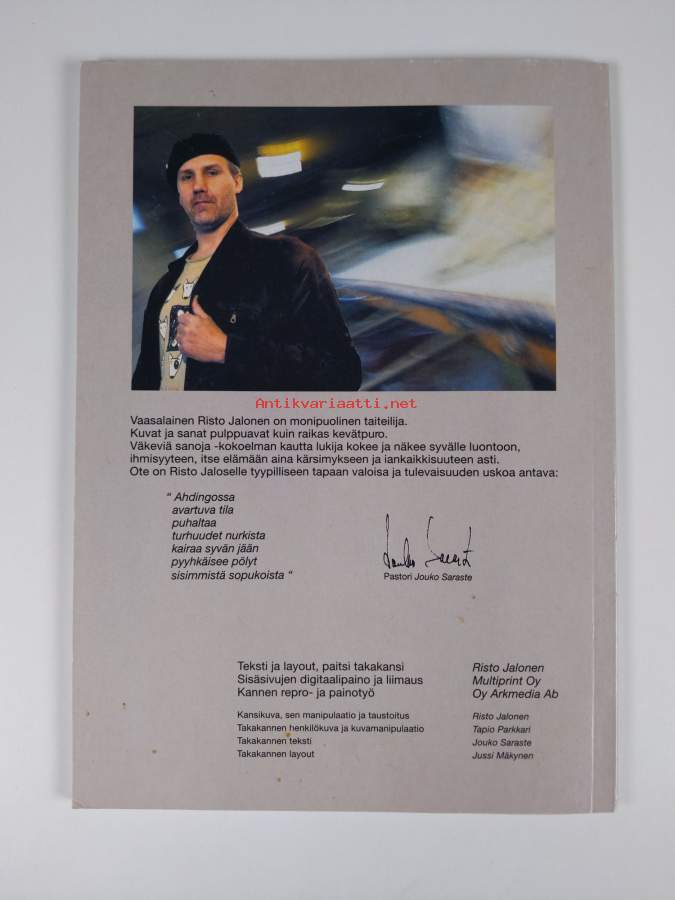 Antikvariaatti.net
Vaasalainen Risto Jalonen on monipuolinen taiteilija.
Kuvat ja sanat pulppuavat kuin raikas kevätpuro.
Väkeviä sanoja -kokoelman kautta lukija kokee ja näkee syvälle luontoon,
ihmisyyteen, itse elämään aina kärsimykseen ja iankaikkisuuteen asti.
Ote on Risto Jaloselle tyypilliseen tapaan valoisa ja tulevaisuuden uskoa antava:
“ Ahdingossa
avartuva tila
puhaltaa
turhuudet nurkista
kairaa syvän jään
pyyhkäisee pölyt
sisimmistä sopukoista “
Jouko Saraste
Pastori Jouko Saraste
Teksti ja layout, paitsi takakansi Risto Jalonen
Sisäsivujen digitaalipaino ja liimaus Multiprint Oy
Kannen repro- ja painotyö Oy Arkmedia Ab
Kansikuva, sen manipulaatio ja taustoitus Risto Jalonen
Takakannen henkilökuva ja kuvamanipulaatio Tapio Parkkari
Takakannen teksti Jouko Saraste
Takakannen layout Jussi Mäkynen